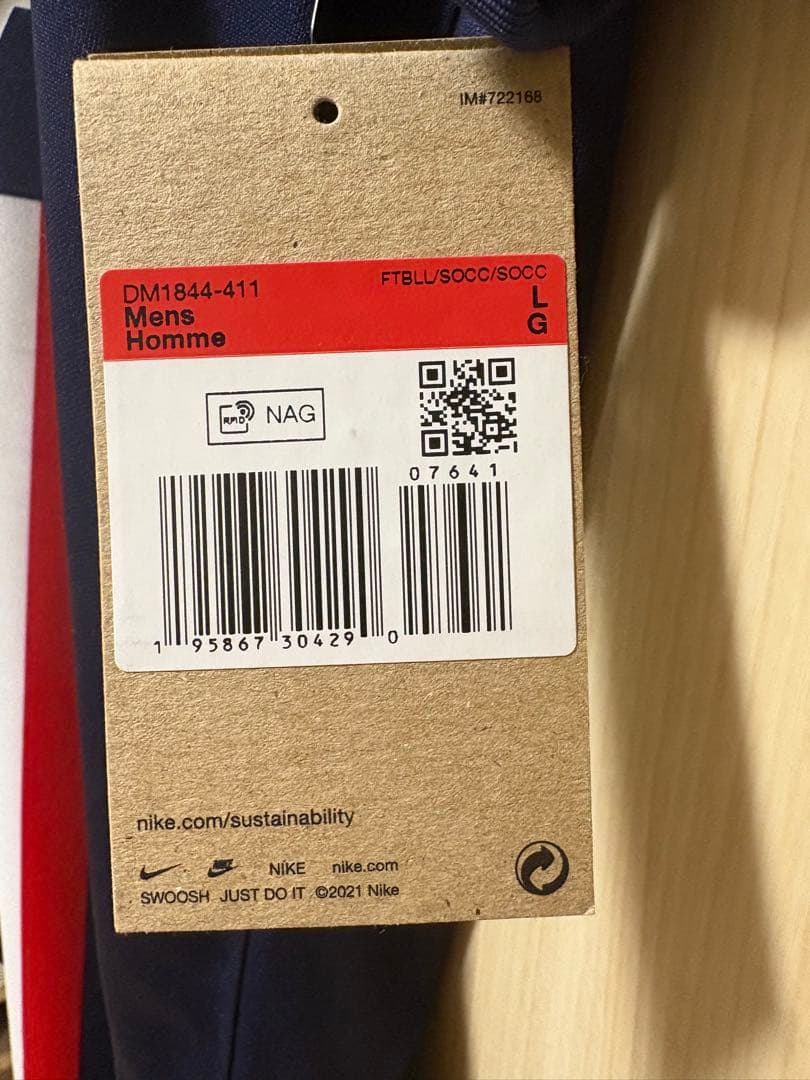 IM#722168
DM1844-411 FTBLL/SOCC/SOCC
Mens L
Homme G
RFID NAG
07641
1 95867 30429 0
nike.com/sustainability
NIKE nike.com
SWOOSH JUST DO IT ©2021 Nike